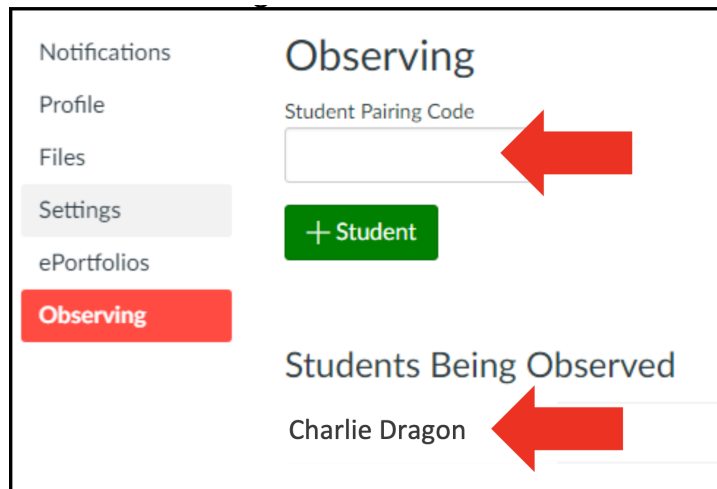 Notifications
Profile
Files
Settings
ePortfolios
Observing
Observing
Student Pairing Code
+ Student
Students Being Observed
Charlie Dragon